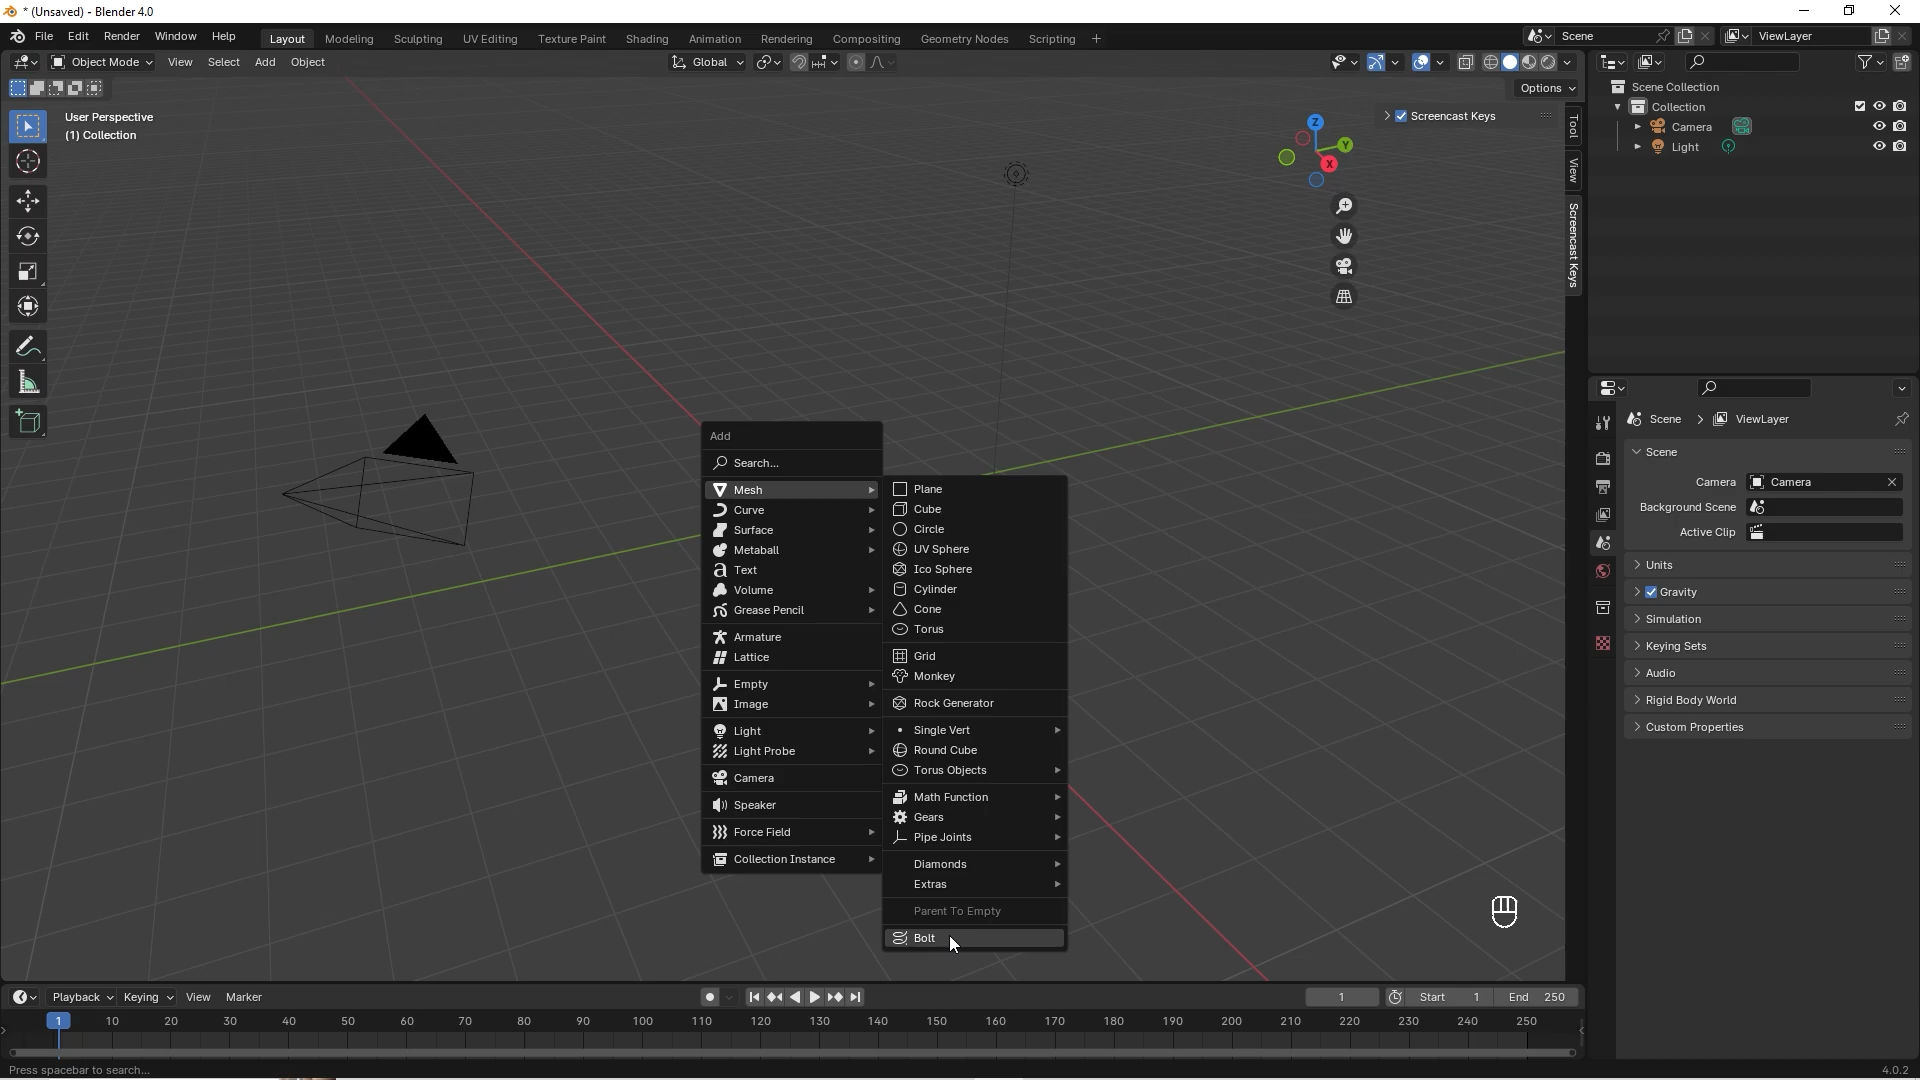 * (Unsaved) - Blender 4.0
File Edit Render Window Help Layout Modeling Sculpting UV Editing Texture Paint Shading Animation Rendering Compositing Geometry Nodes Scripting + Scene ViewLayer
Object Mode View Select Add Object Global
Options
User Perspective
(1) Collection
Screencast Keys
Z
Y
X
Tool
View
Screencast Keys
Scene Collection
Collection
Camera
Light
Scene > ViewLayer
Scene
Camera Camera
Background Scene
Active Clip
Units
Gravity
Simulation
Keying Sets
Audio
Rigid Body World
Custom Properties
Add
Search...
Mesh
Curve
Surface
Metaball
Text
Volume
Grease Pencil
Armature
Lattice
Empty
Image
Light
Light Probe
Camera
Speaker
Force Field
Collection Instance
Plane
Cube
Circle
UV Sphere
Ico Sphere
Cylinder
Cone
Torus
Grid
Monkey
Rock Generator
Single Vert
Round Cube
Torus Objects
Math Function
Gears
Pipe Joints
Diamonds
Extras
Parent To Empty
Bolt
Playback Keying View Marker 1 Start 1 End 250
1 10 20 30 40 50 60 70 80 90 100 110 120 130 140 150 160 170 180 190 200 210 220 230 240 250
Press spacebar to search... 4.0.2